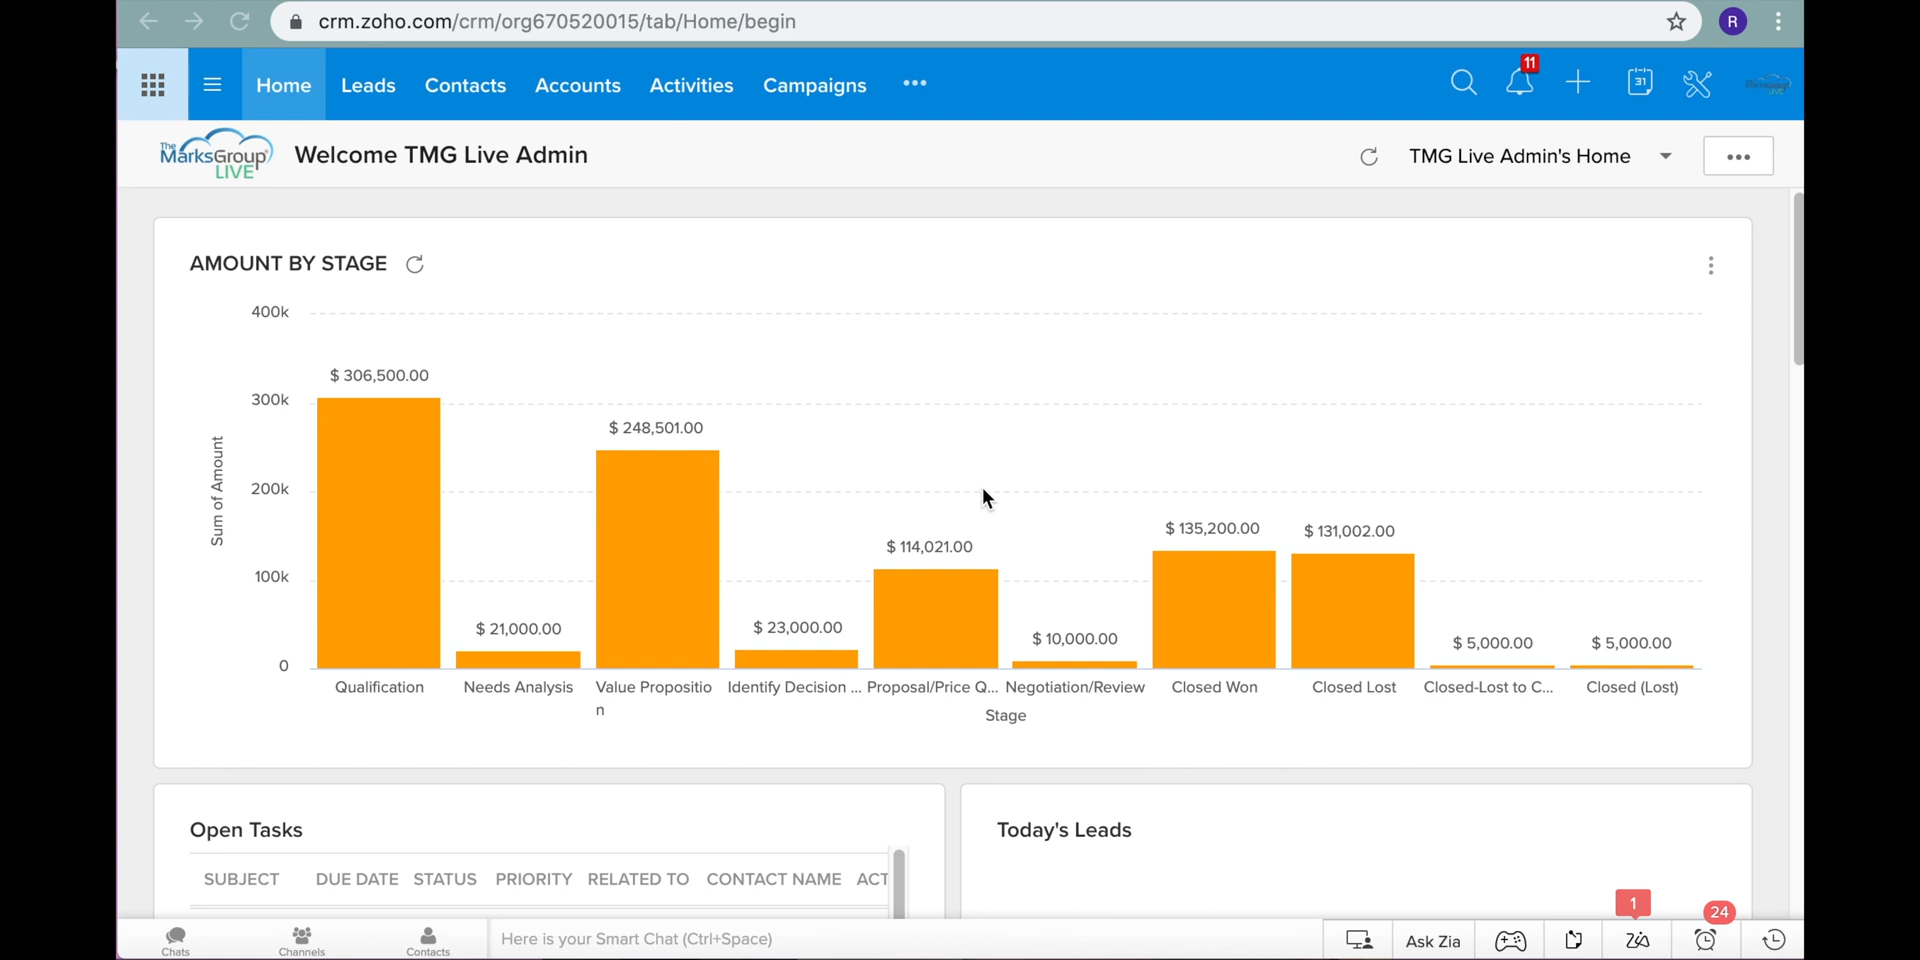 crm.zoho.com/crm/org670520015/tab/Home/begin
R
Home Leads Contacts Accounts Activities Campaigns
11
31
The MarksGroup LIVE
Welcome TMG Live Admin
TMG Live Admin's Home
AMOUNT BY STAGE
400k
300k
200k
100k
0
Sum of Amount
$ 306,500.00
$ 21,000.00
$ 248,501.00
$ 23,000.00
$ 114,021.00
$ 10,000.00
$ 135,200.00
$ 131,002.00
$ 5,000.00
$ 5,000.00
Qualification
Needs Analysis
Value Propositio
n
Identify Decision ...
Proposal/Price Q...
Negotiation/Review
Closed Won
Closed Lost
Closed-Lost to C...
Closed (Lost)
Stage
Open Tasks
SUBJECT DUE DATE STATUS PRIORITY RELATED TO CONTACT NAME ACT
Today's Leads
1
24
Chats
Channels
Contacts
Here is your Smart Chat (Ctrl+Space)
Ask Zia